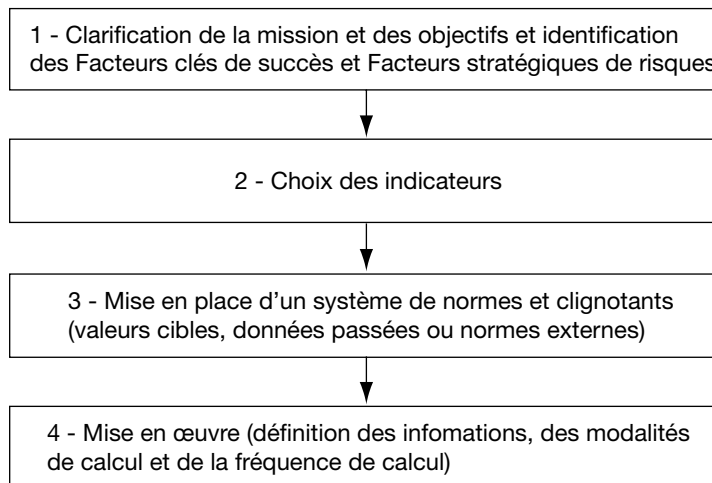 1 - Clarification de la mission et des objectifs et identification
des Facteurs clés de succès et Facteurs stratégiques de risques
2 - Choix des indicateurs
3 - Mise en place d’un système de normes et clignotants
(valeurs cibles, données passées ou normes externes)
4 - Mise en œuvre (définition des infomations, des modalités
de calcul et de la fréquence de calcul)